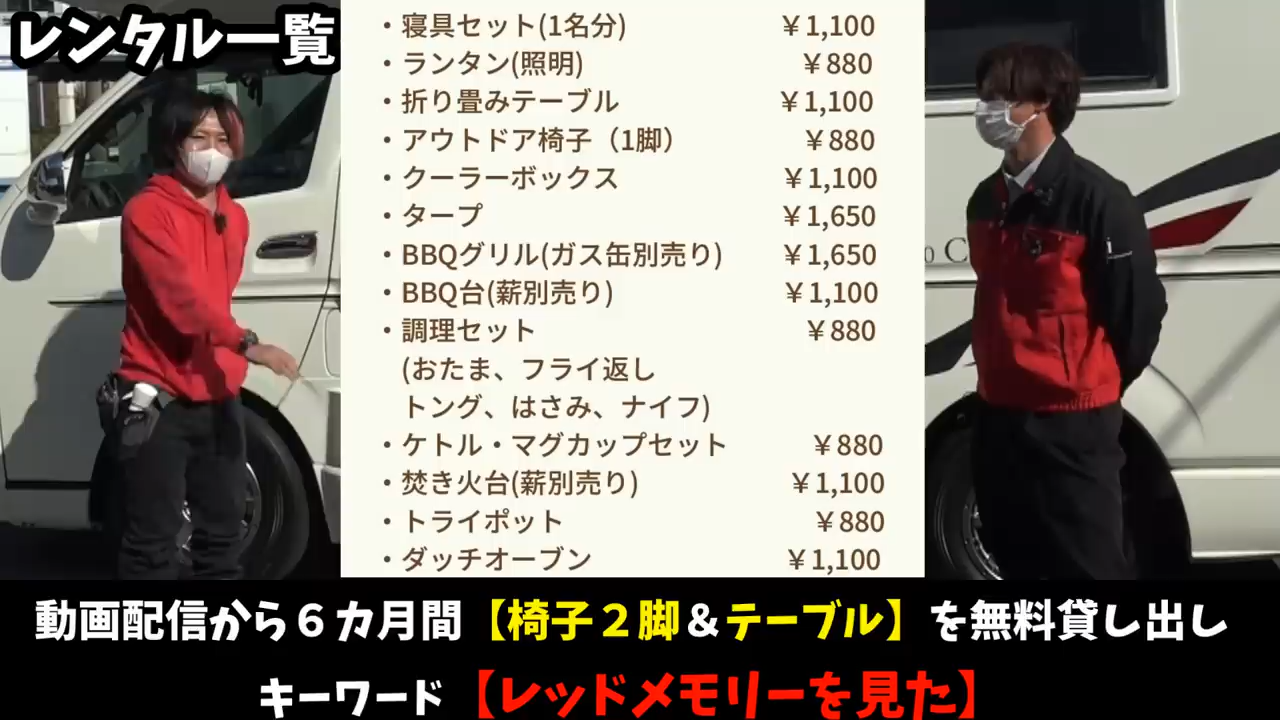 レンタル一覧
・寝具セット(1名分) ￥1,100
・ランタン(照明) ￥880
・折り畳みテーブル ￥1,100
・アウトドア椅子（1脚） ￥880
・クーラーボックス ￥1,100
・タープ ￥1,650
・BBQグリル(ガス缶別売り) ￥1,650
・BBQ台(薪別売り) ￥1,100
・調理セット ￥880
(おたま、フライ返し
トング、はさみ、ナイフ)
・ケトル・マグカップセット ￥880
・焚き火台(薪別売り) ￥1,100
・トライポット ￥880
・ダッチオーブン ￥1,100
動画配信から６カ月間【椅子２脚＆テーブル】を無料貸し出し
キーワード【レッドメモリーを見た】